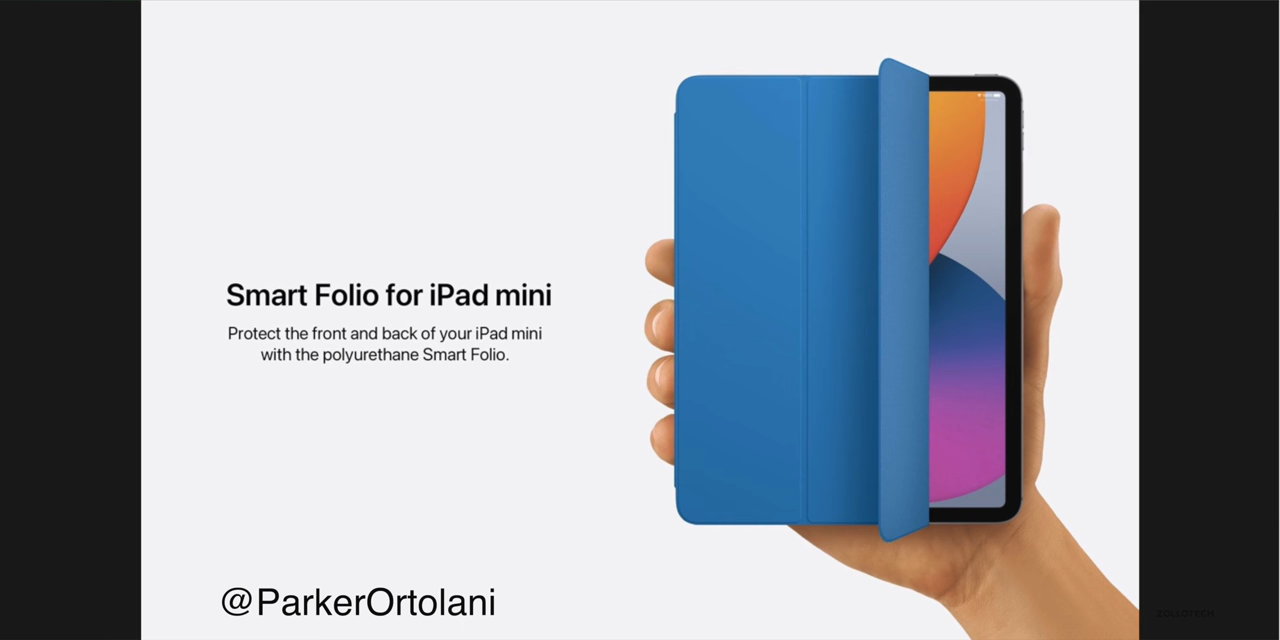 Smart Folio for iPad mini
Protect the front and back of your iPad mini
with the polyurethane Smart Folio.
@ParkerOrtolani
ZOLLOTECH